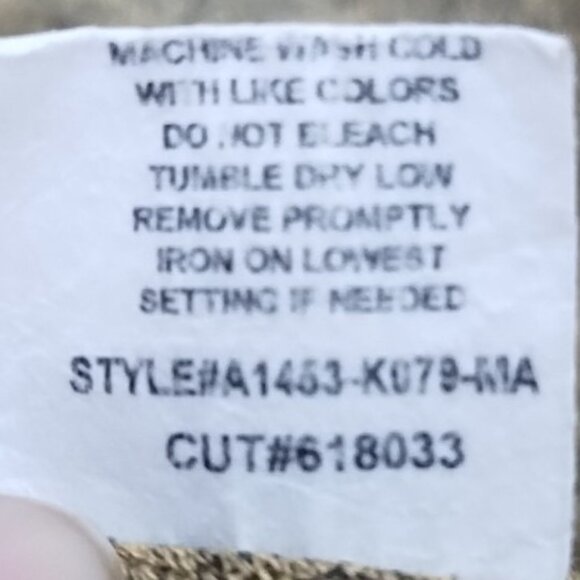 MACHINE WASH COLD
WITH LIKE COLORS
DO NOT BLEACH
TUMBLE DRY LOW
REMOVE PROMPTLY
IRON ON LOWEST
SETTING IF NEEDED
STYLE#A1453-K079-MA
CUT#618033